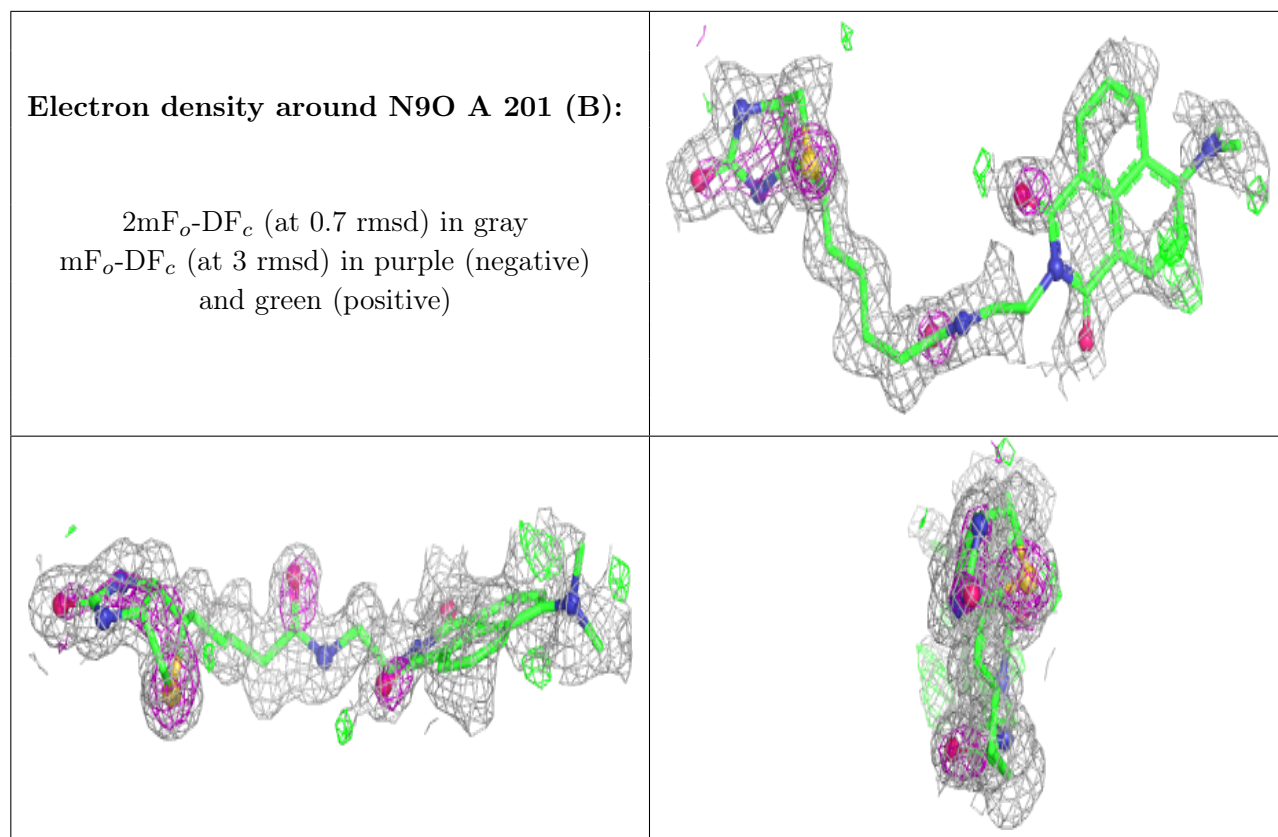 Electron density around N9O A 201 (B):
2mFₒ-DF𝒸 (at 0.7 rmsd) in gray
mFₒ-DF𝒸 (at 3 rmsd) in purple (negative)
and green (positive)